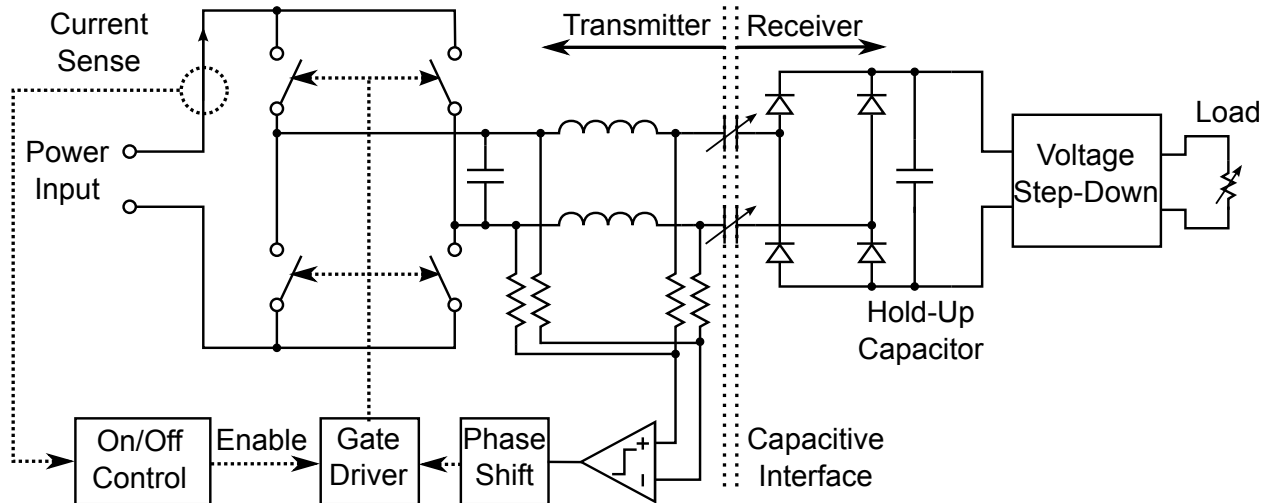 Current
Sense
Transmitter
Receiver
Power
Input
Voltage
Step-Down
Load
Hold-Up
Capacitor
On/Off
Control
Enable
Gate
Driver
Phase
Shift
+
-
Capacitive
Interface